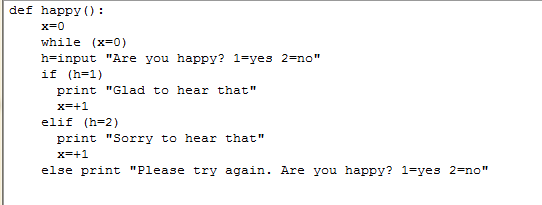 def happy():
    x=0
    while (x=0)
    h=input "Are you happy? 1=yes 2=no"
    if (h=1)
      print "Glad to hear that"
      x=+1
    elif (h=2)
      print "Sorry to hear that"
      x=+1
    else print "Please try again. Are you happy? 1=yes 2=no"